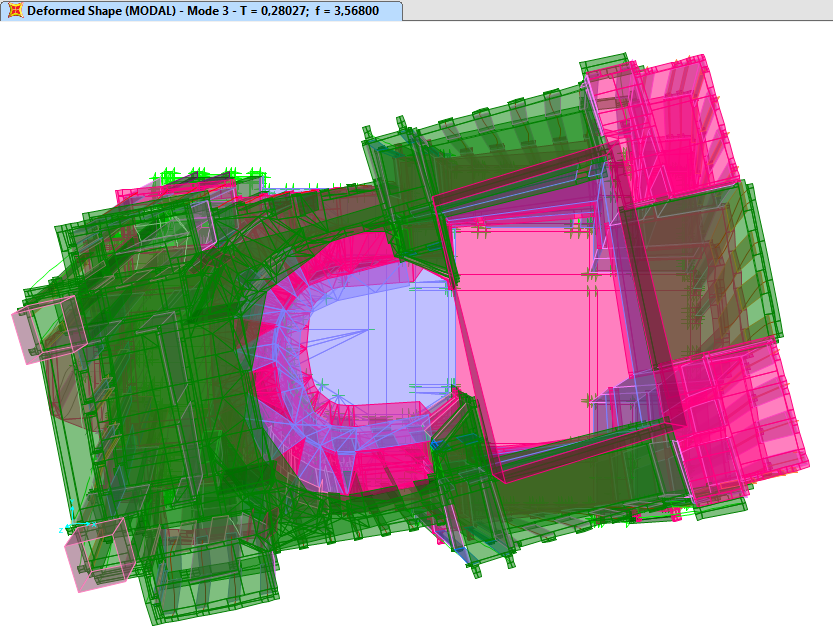 Deformed Shape (MODAL) - Mode 3 - T = 0,28027; f = 3,56800